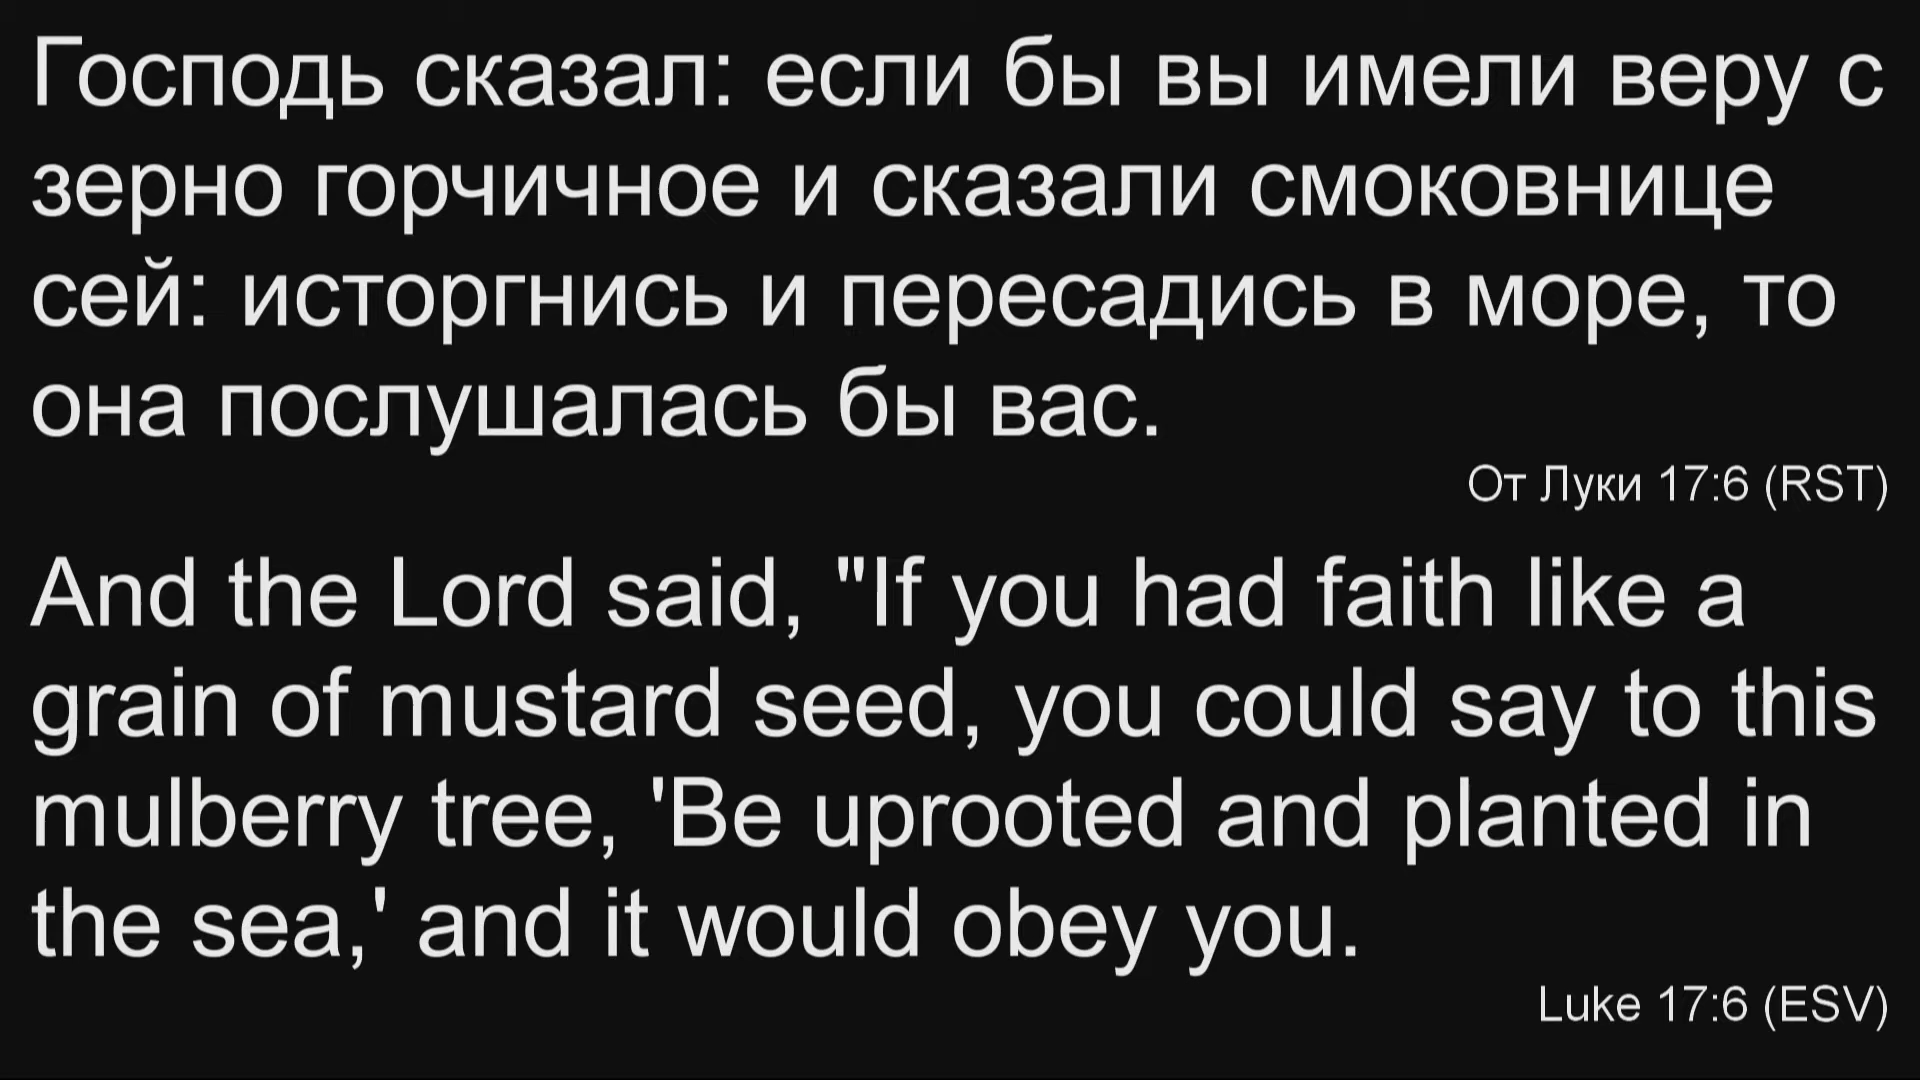 Господь сказал: если бы вы имели веру с
зерно горчичное и сказали смоковнице
сей: исторгнись и пересадись в море, то
она послушалась бы вас.
От Луки 17:6 (RST)
And the Lord said, "If you had faith like a
grain of mustard seed, you could say to this
mulberry tree, 'Be uprooted and planted in
the sea,' and it would obey you.
Luke 17:6 (ESV)